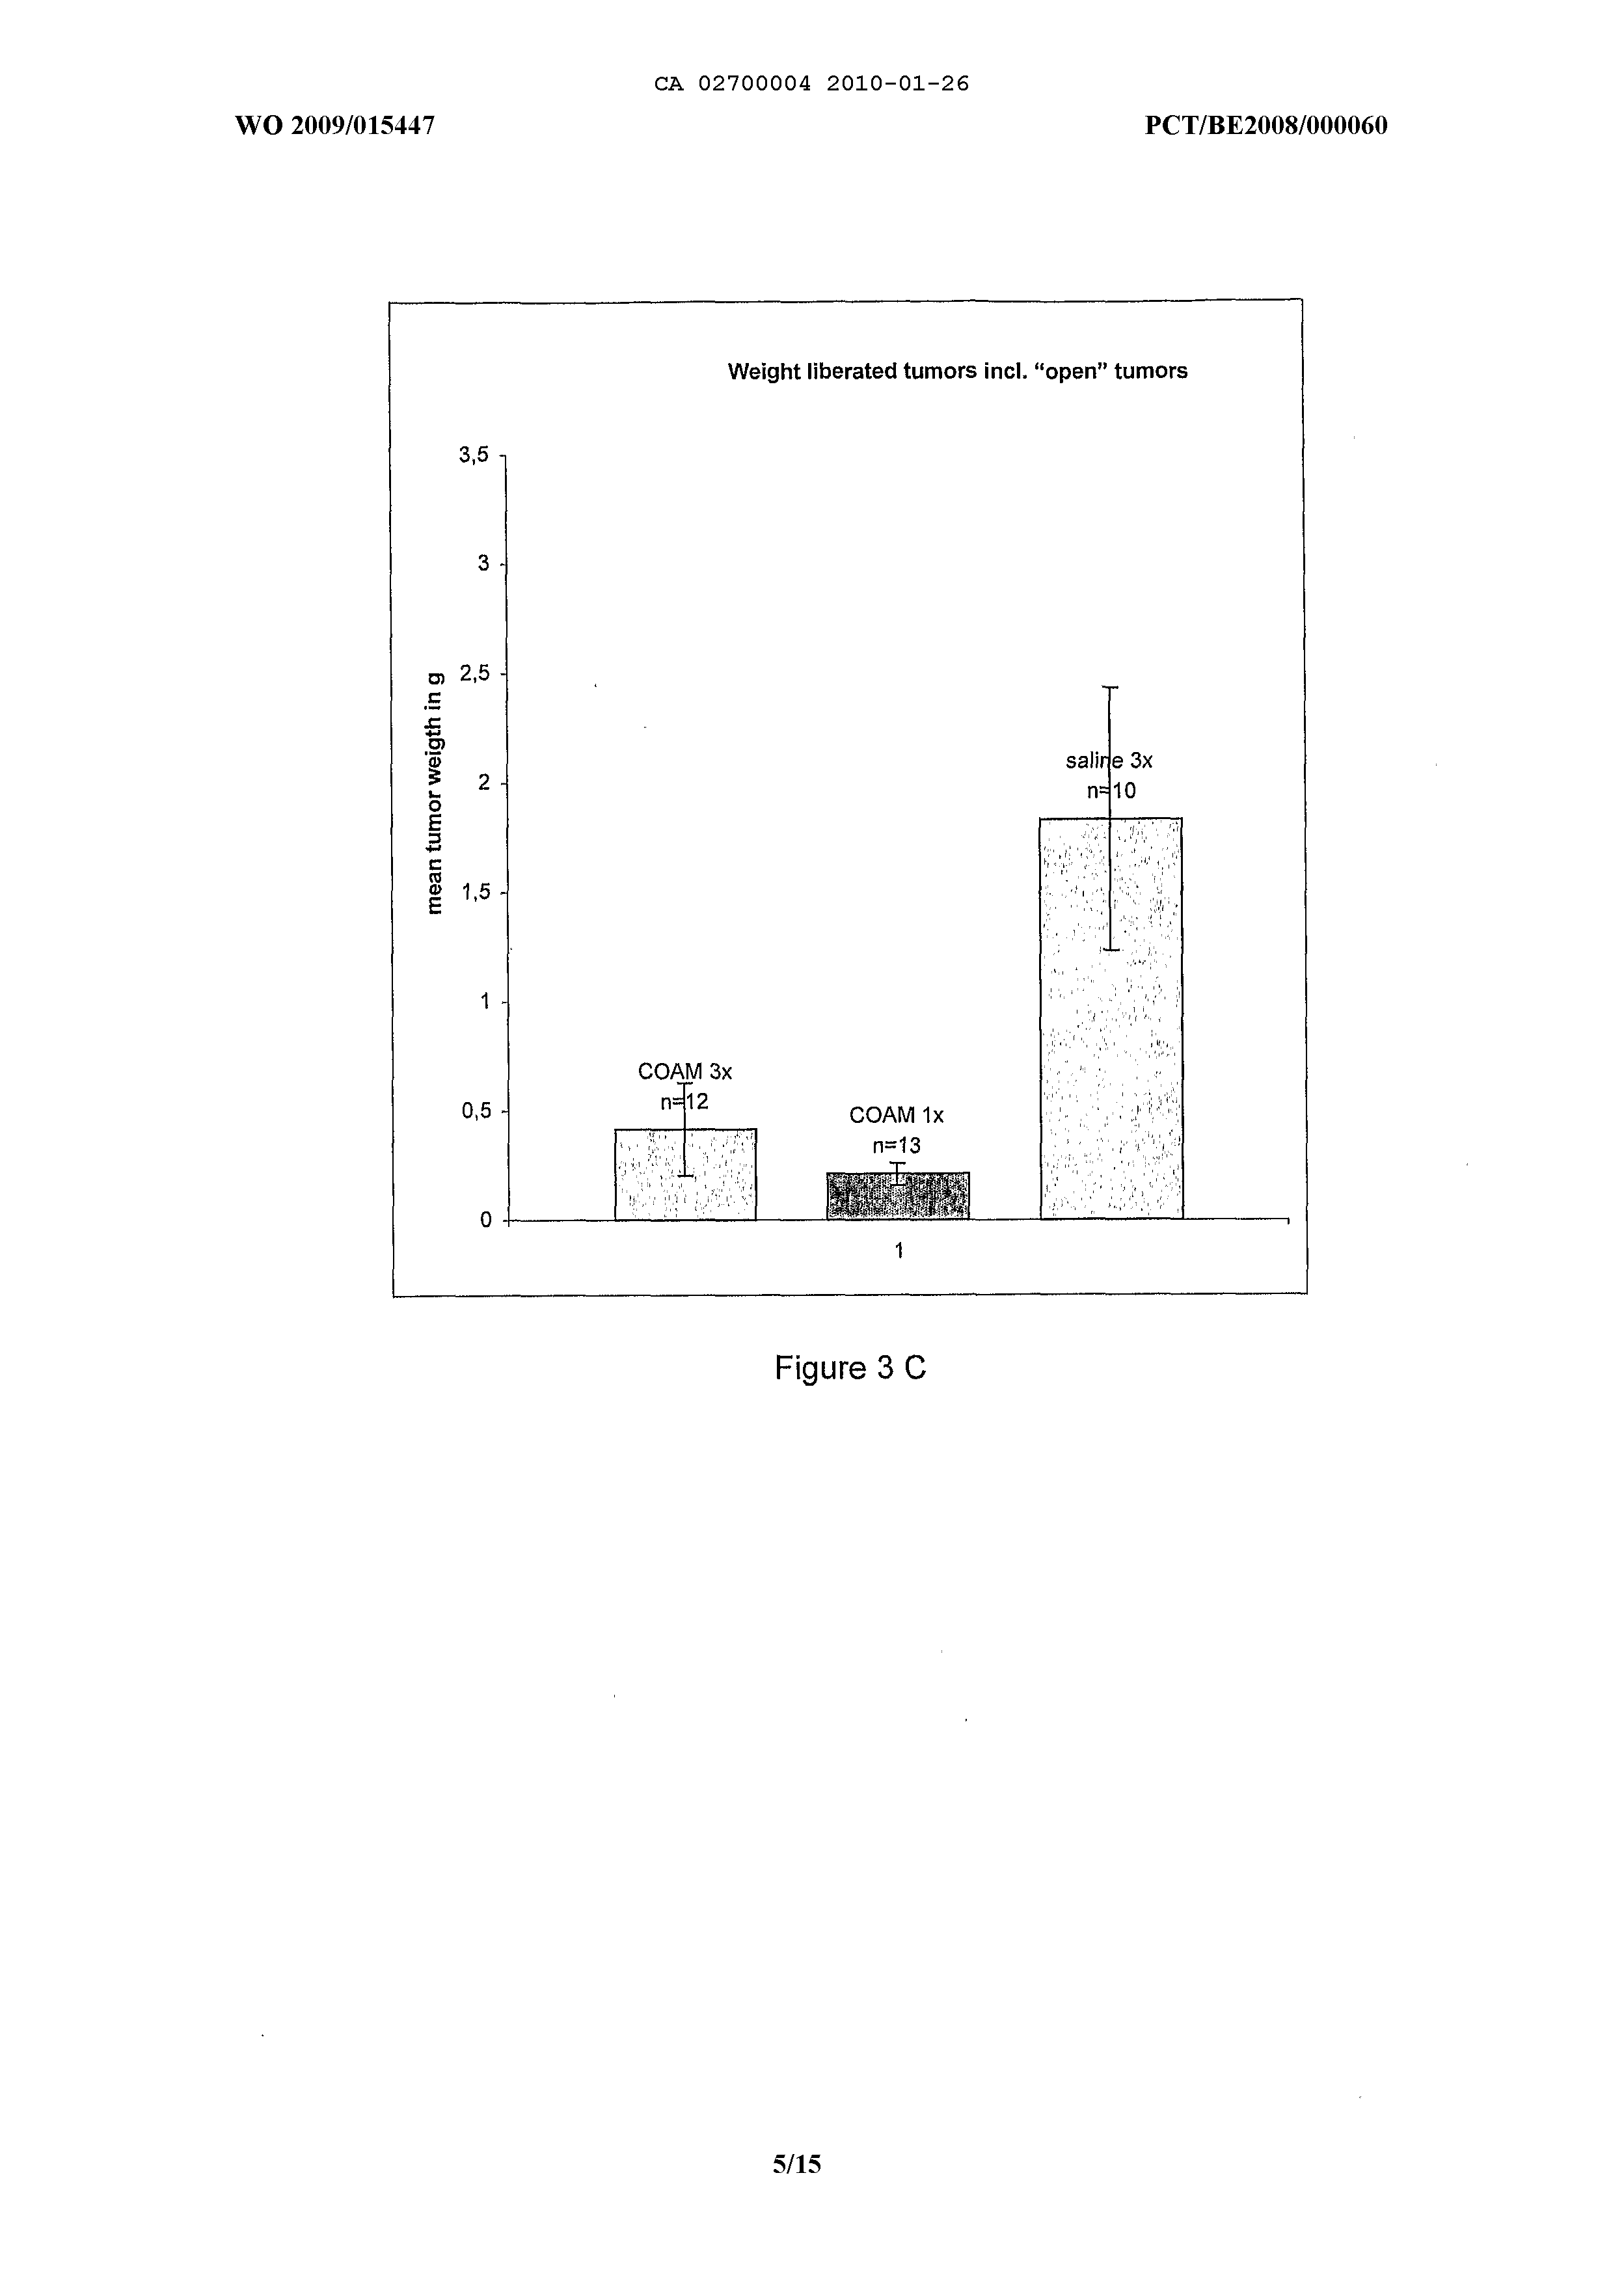 CA 02700004 2010-01-26
WO 2009/015447
PCT/BE2008/000060
Weight liberated tumors incl. “open” tumors
3,5
3
2,5
2
1,5
1
0,5
0
mean tumor weigth in g
saline 3x
n=10
COAM 3x
n=12
COAM 1x
n=13
1
Figure 3 C
5/15